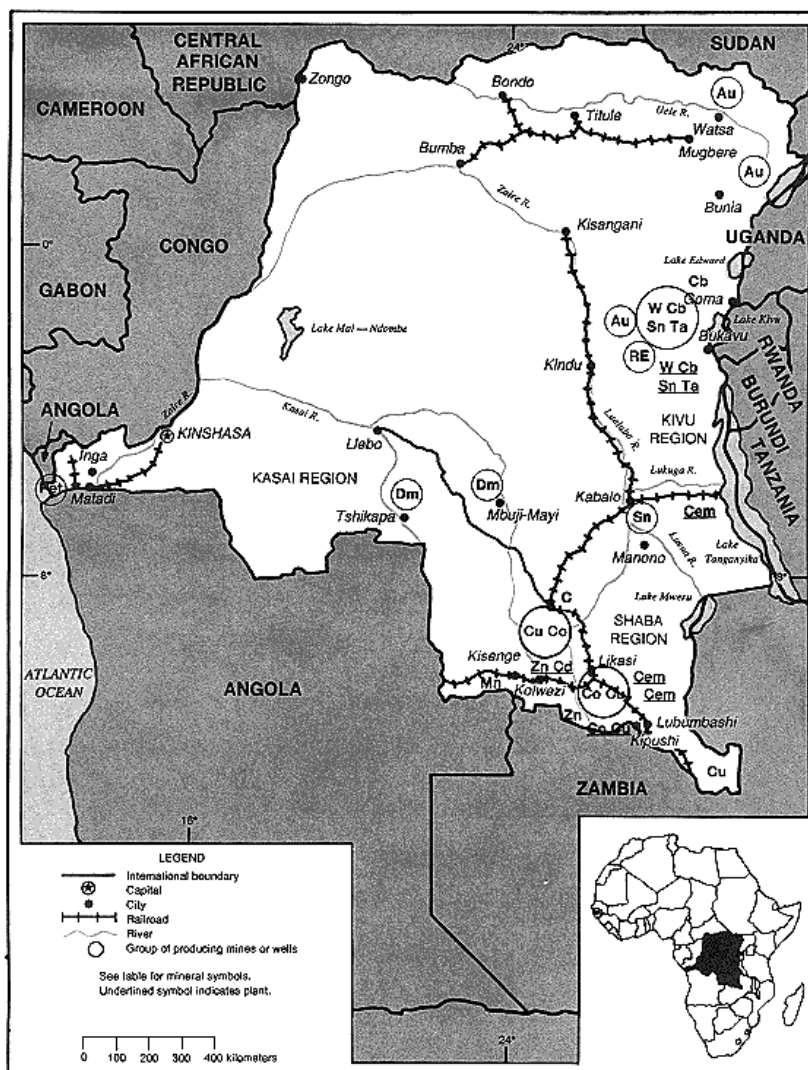 24°
SUDAN
CENTRAL
AFRICAN
REPUBLIC
CAMEROON
Zongo
Bondo
Au
Titule
Uele R.
Watsa
Bumba
Mugbere
Au
Zaire R.
Bunia
CONGO
Kisangani
UGANDA
0°
Lake Edward
GABON
Cb
Goma
W Cb
Sn Ta
Au
Lake Kivu
Lake Mai - Ndombe
Bukavu
RE
RWANDA
Kindu
W Cb
Sn Ta
BURUNDI
ANGOLA
Zaire R.
Kasai R.
Lualaba R.
KIVU
REGION
TANZANIA
KINSHASA
Ilebo
Inga
KASAI REGION
Lukuga R.
Pet
Matadi
Dm
Dm
Kabalo
Mbuji-Mayi
Cem
Tshikapa
Sn
Manono
Lake
Tanganyika
8°
8°
Lake Mweru
C
SHABA
REGION
Cu Co
ATLANTIC
OCEAN
Kisenge
Zn Cd
Likasi
ANGOLA
Mn
Kolwezi
Co Cu
Cem
Cem
Zn
Lubumbashi
Co Cu
Kipushi
Cu
ZAMBIA
16°
LEGEND
International boundary
Capital
City
Railroad
River
Group of producing mines or wells
See table for mineral symbols.
Underlined symbol indicates plant.
0 100 200 300 400 kilometers
24°